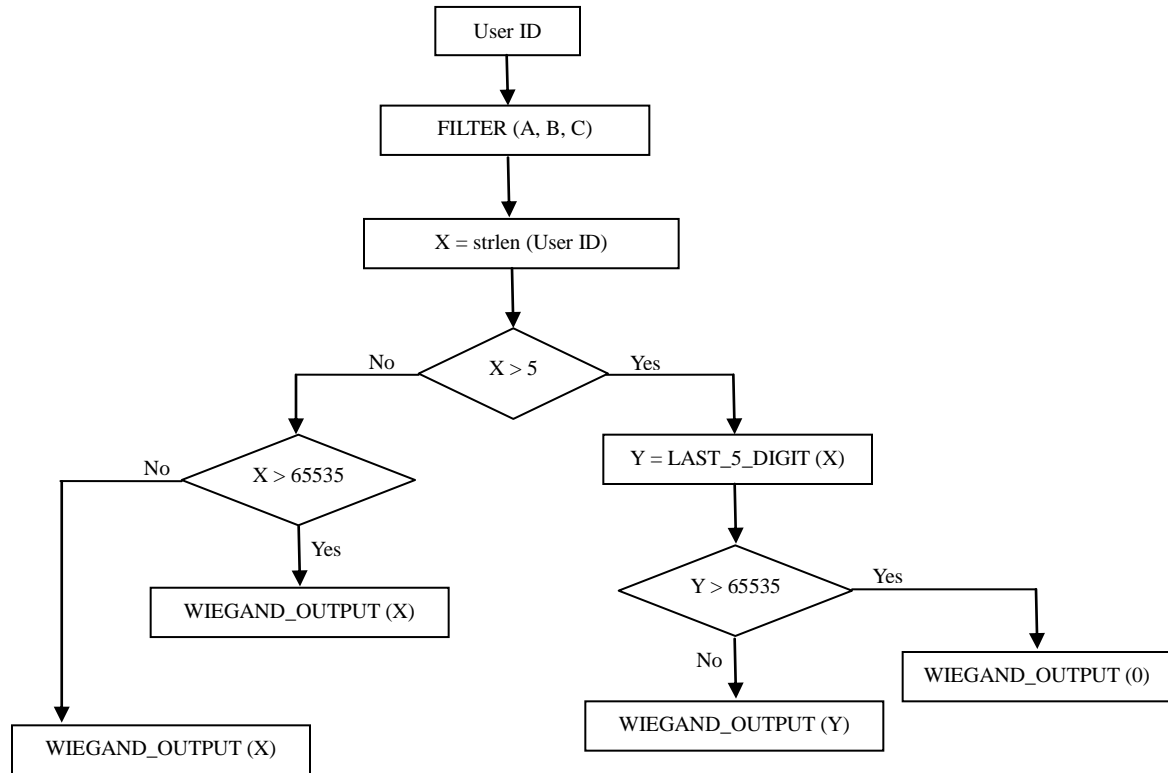 User ID
FILTER (A, B, C)
X = strlen (User ID)
X > 5
No
Yes
X > 65535
No
Yes
Y = LAST_5_DIGIT (X)
WIEGAND_OUTPUT (X)
Y > 65535
Yes
No
WIEGAND_OUTPUT (0)
WIEGAND_OUTPUT (Y)
WIEGAND_OUTPUT (X)